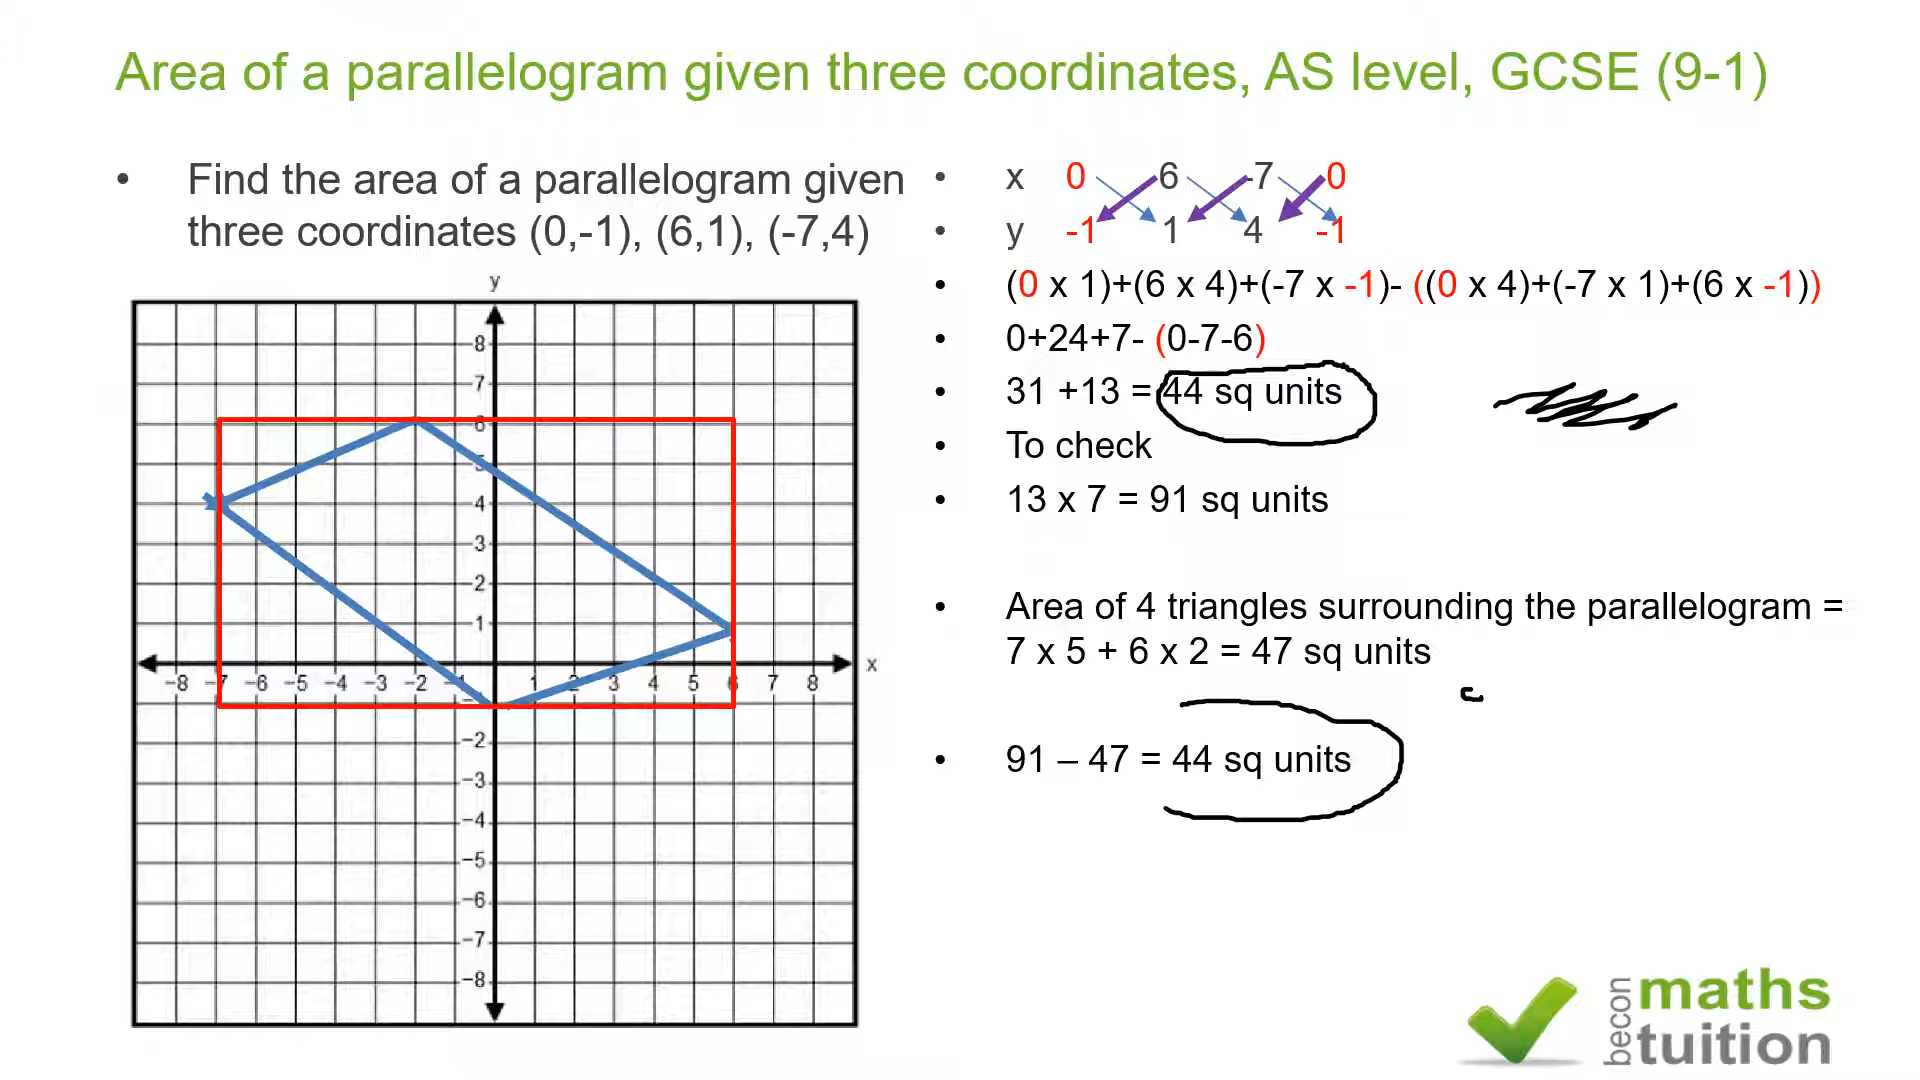 Area of a parallelogram given three coordinates, AS level, GCSE (9-1)
• Find the area of a parallelogram given
three coordinates (0,-1), (6,1), (-7,4)
y
8
7
6
5
4
3
2
1
-8 -7 -6 -5 -4 -3 -2 -1 1 2 3 4 5 6 7 8 x
-2
-3
-4
-5
-6
-7
-8
• x 0 6 -7 0
• y -1 1 4 -1
• (0 x 1)+(6 x 4)+(-7 x -1)- ((0 x 4)+(-7 x 1)+(6 x -1))
• 0+24+7- (0-7-6)
• 31 +13 = 44 sq units
• To check
• 13 x 7 = 91 sq units
• Area of 4 triangles surrounding the parallelogram =
7 x 5 + 6 x 2 = 47 sq units
• 91 – 47 = 44 sq units
becon
maths
tuition